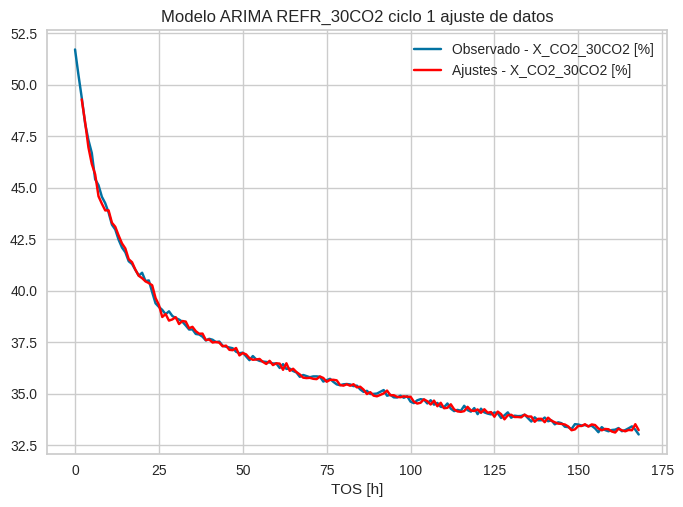 Modelo ARIMA REFR_30CO2 ciclo 1 ajuste de datos
52.5
50.0
47.5
45.0
42.5
40.0
37.5
35.0
32.5
Observado - X_CO2_30CO2 [%]
Ajustes - X_CO2_30CO2 [%]
0 25 50 75 100 125 150 175
TOS [h]